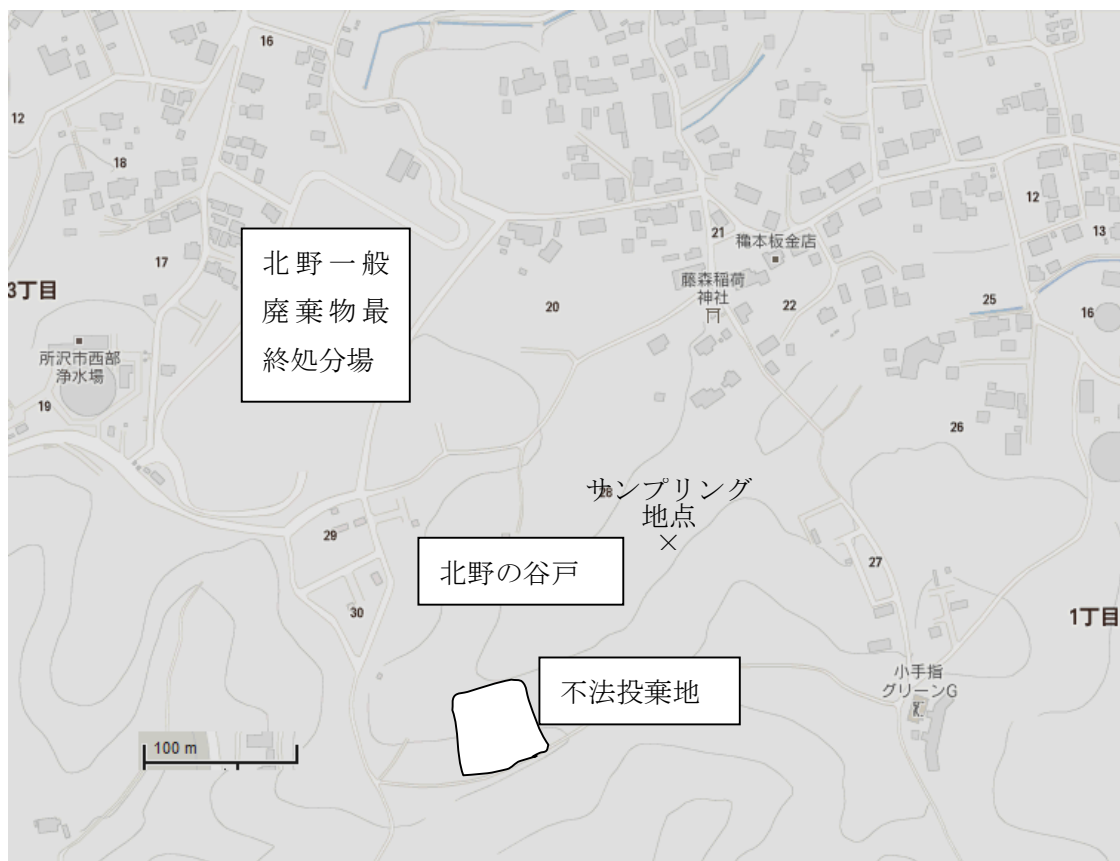 16
12
18
12
21
穐本板金店
13
北野一般
廃棄物最
終処分場
17
藤森稲荷
神社
3丁目
20
22
25
16
所沢市西部
浄水場
19
26
サンプリング
28
地点
×
29
27
北野の谷戸
30
1丁目
小手指
グリーンG
不法投棄地
100 m